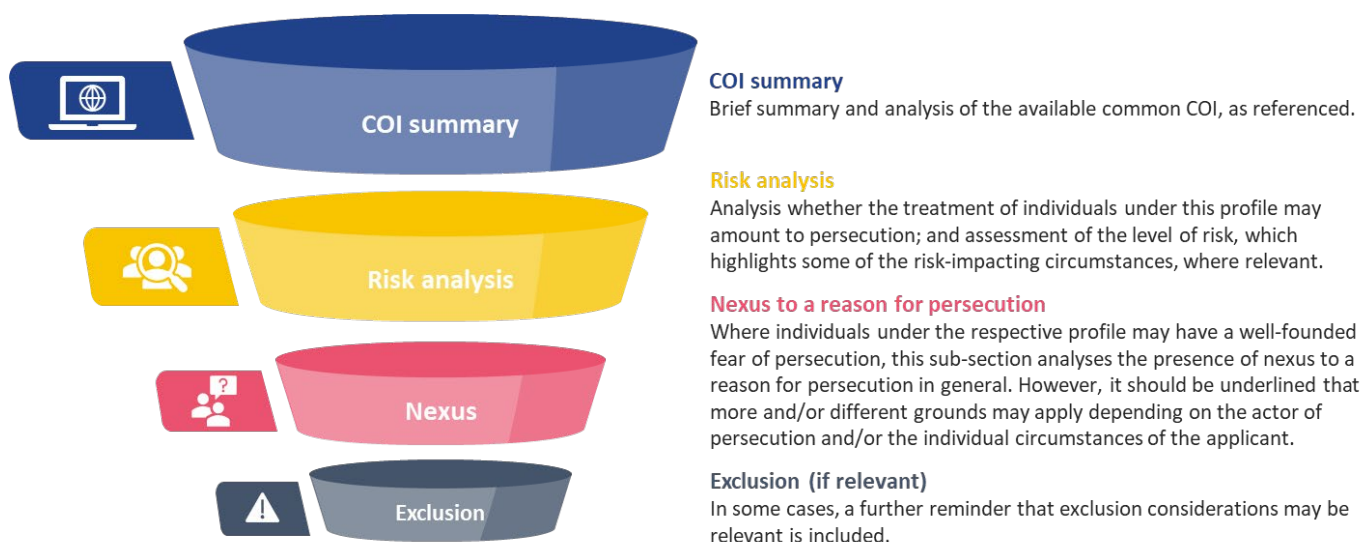 COI summary
Risk analysis
Nexus
?
Exclusion
COI summary
Brief summary and analysis of the available common COI, as referenced.
Risk analysis
Analysis whether the treatment of individuals under this profile may
amount to persecution; and assessment of the level of risk, which
highlights some of the risk-impacting circumstances, where relevant.
Nexus to a reason for persecution
Where individuals under the respective profile may have a well-founded
fear of persecution, this sub-section analyses the presence of nexus to a
reason for persecution in general. However, it should be underlined that
more and/or different grounds may apply depending on the actor of
persecution and/or the individual circumstances of the applicant.
Exclusion (if relevant)
In some cases, a further reminder that exclusion considerations may be
relevant is included.